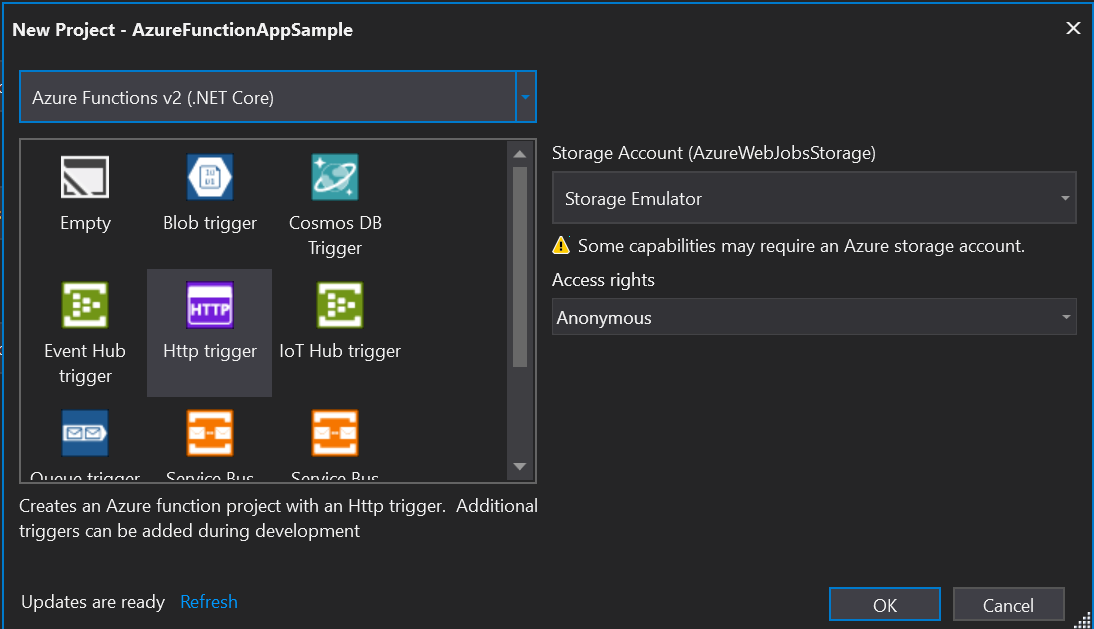 New Project - AzureFunctionAppSample
Azure Functions v2 (.NET Core)
Empty
Blob trigger
Cosmos DB
Trigger
Event Hub
trigger
HTTP
Http trigger
IoT Hub trigger
Queue trigger
Service Bus
Service Bus
Creates an Azure function project with an Http trigger.  Additional
triggers can be added during development
Storage Account (AzureWebJobsStorage)
Storage Emulator
Some capabilities may require an Azure storage account.
Access rights
Anonymous
Updates are ready
Refresh
OK
Cancel